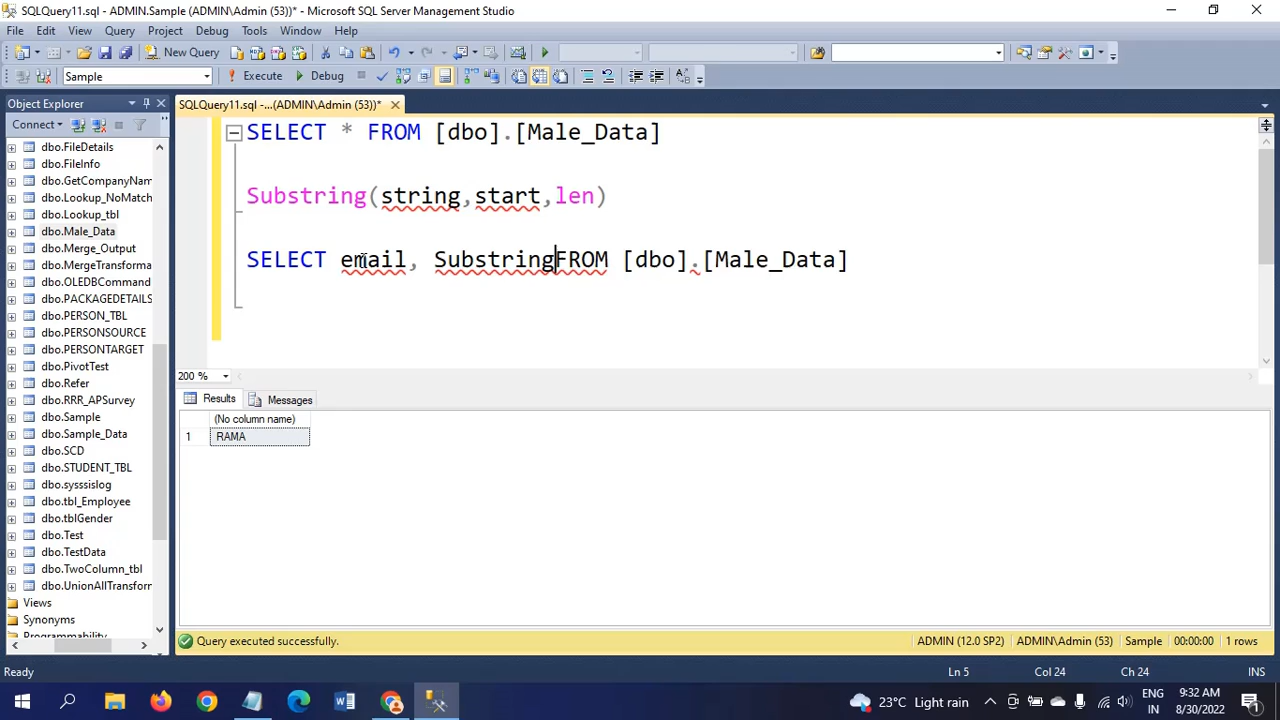 SQLQuery11.sql - ADMIN.Sample (ADMIN\Admin (53))* - Microsoft SQL Server Management Studio
File Edit View Query Project Debug Tools Window Help
New Query
Sample Execute Debug
Object Explorer
Connect
dbo.FileDetails
dbo.FileInfo
dbo.GetCompanyNam
dbo.Lookup_NoMatch
dbo.Lookup_tbl
dbo.Male_Data
dbo.Merge_Output
dbo.MergeTransforma
dbo.OLEDBCommand
dbo.PACKAGEDETAILS
dbo.PERSON_TBL
dbo.PERSONSOURCE
dbo.PERSONTARGET
dbo.PivotTest
dbo.Refer
dbo.RRR_APSurvey
dbo.Sample
dbo.Sample_Data
dbo.SCD
dbo.STUDENT_TBL
dbo.sysssislog
dbo.tbl_Employee
dbo.tblGender
dbo.Test
dbo.TestData
dbo.TwoColumn_tbl
dbo.UnionAllTransforn
Views
Synonyms
Programmability
SQLQuery11.sql -...(ADMIN\Admin (53))*
SELECT * FROM [dbo].[Male_Data]
Substring(string,start,len)
SELECT email, SubstringFROM [dbo].[Male_Data]
200 %
Results Messages
(No column name)
1 RAMA
Query executed successfully. ADMIN (12.0 SP2) ADMIN\Admin (53) Sample 00:00:00 1 rows
Ready Ln 5 Col 24 Ch 24 INS
23°C Light rain ENG IN 9:32 AM 8/30/2022 1